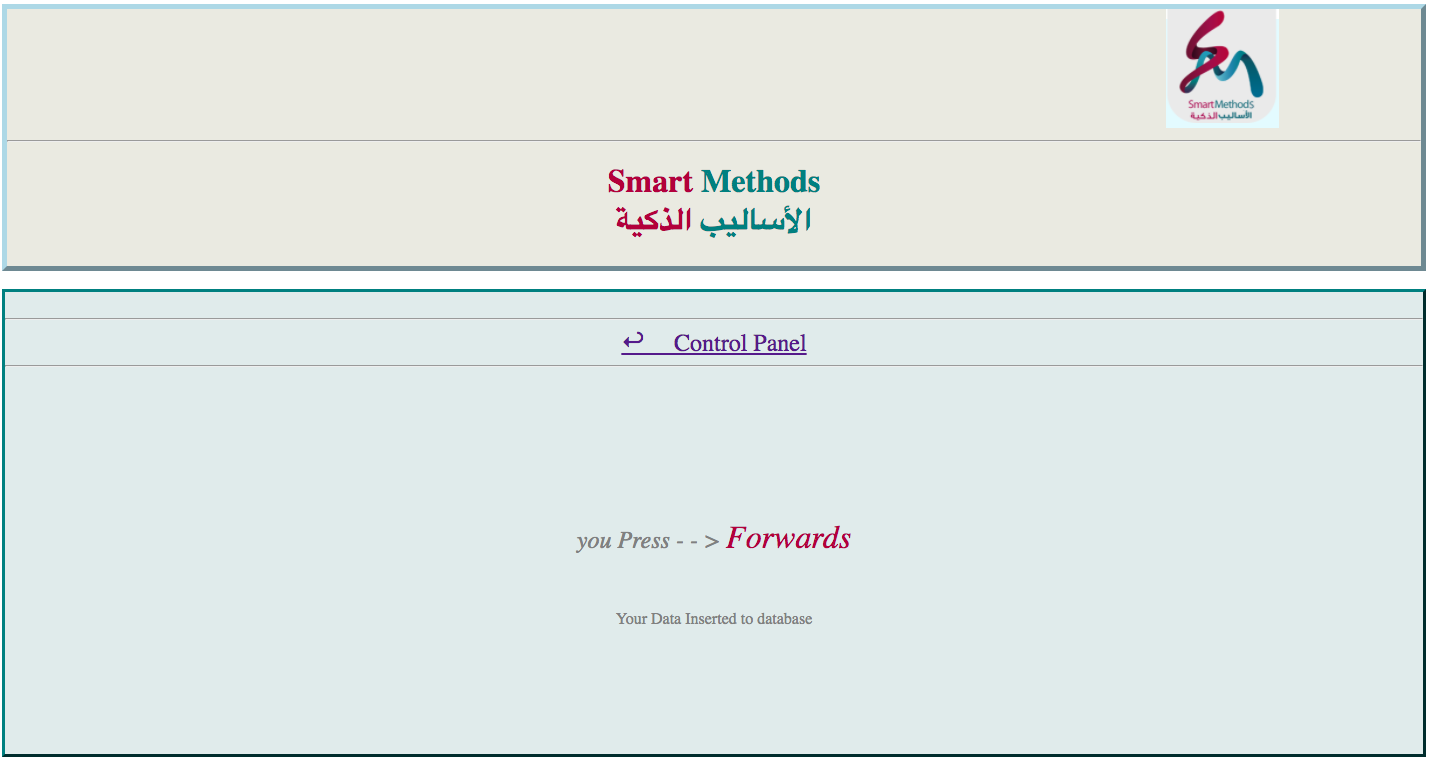 SmartMethodS
الأساليب الذكية
Smart Methods
الأساليب الذكية
↩ Control Panel
you Press - - > Forwards
Your Data Inserted to database